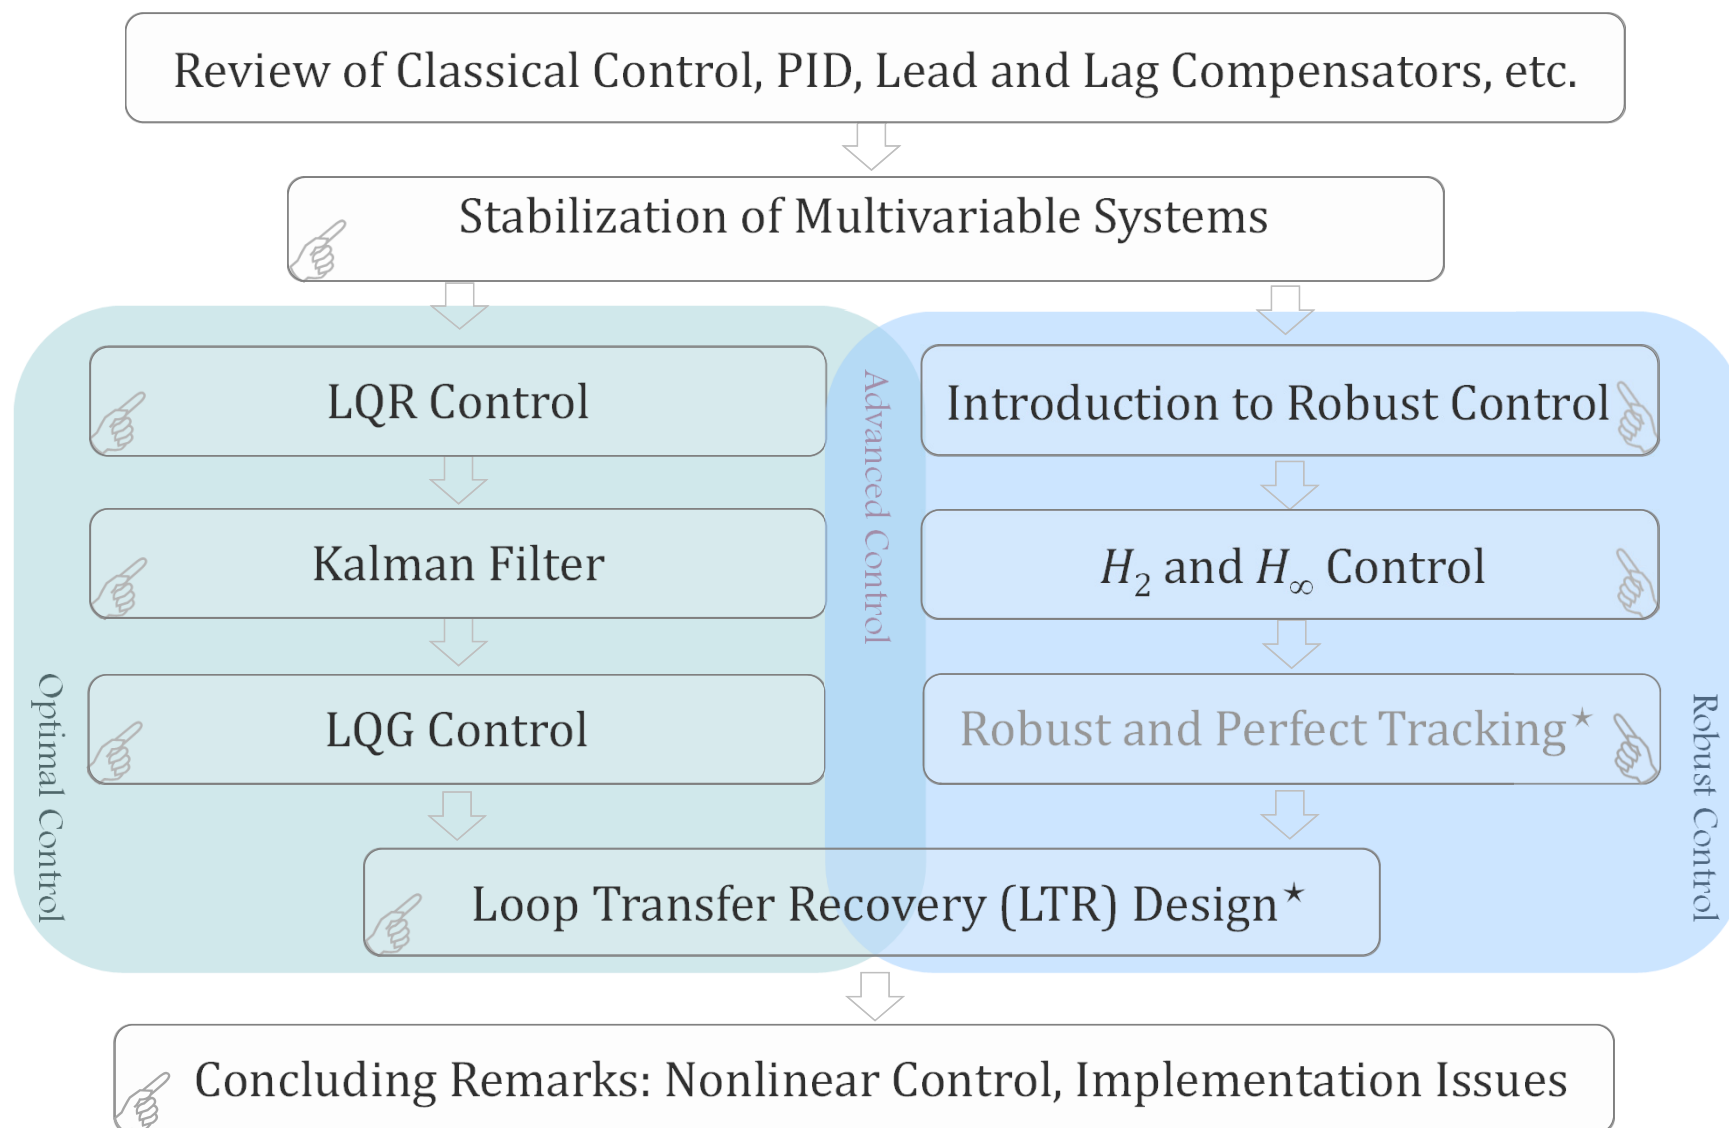 Review of Classical Control, PID, Lead and Lag Compensators, etc.
Stabilization of Multivariable Systems
LQR Control
Kalman Filter
LQG Control
Optimal Control
Advanced Control
Introduction to Robust Control
H₂ and H∞ Control
Robust and Perfect Tracking★
Robust Control
Loop Transfer Recovery (LTR) Design★
Concluding Remarks: Nonlinear Control, Implementation Issues